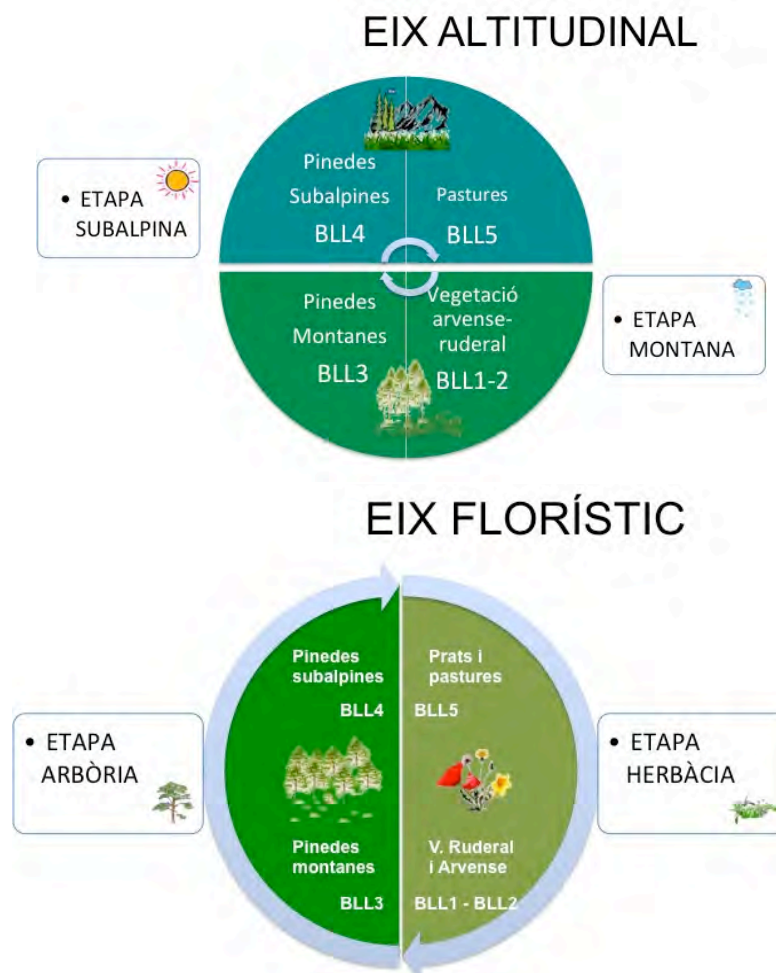 EIX ALTITUDINAL
Pinedes
Subalpines
BLL4
Pastures
BLL5
• ETAPA
SUBALPINA
Pinedes
Montanes
BLL3
Vegetació
arvense-
ruderal
BLL1-2
• ETAPA
MONTANA
EIX FLORÍSTIC
Pinedes
subalpines
BLL4
Prats i
pastures
BLL5
• ETAPA
ARBÒRIA
• ETAPA
HERBÀCIA
Pinedes
montanes
BLL3
V. Ruderal
i Arvense
BLL1 - BLL2